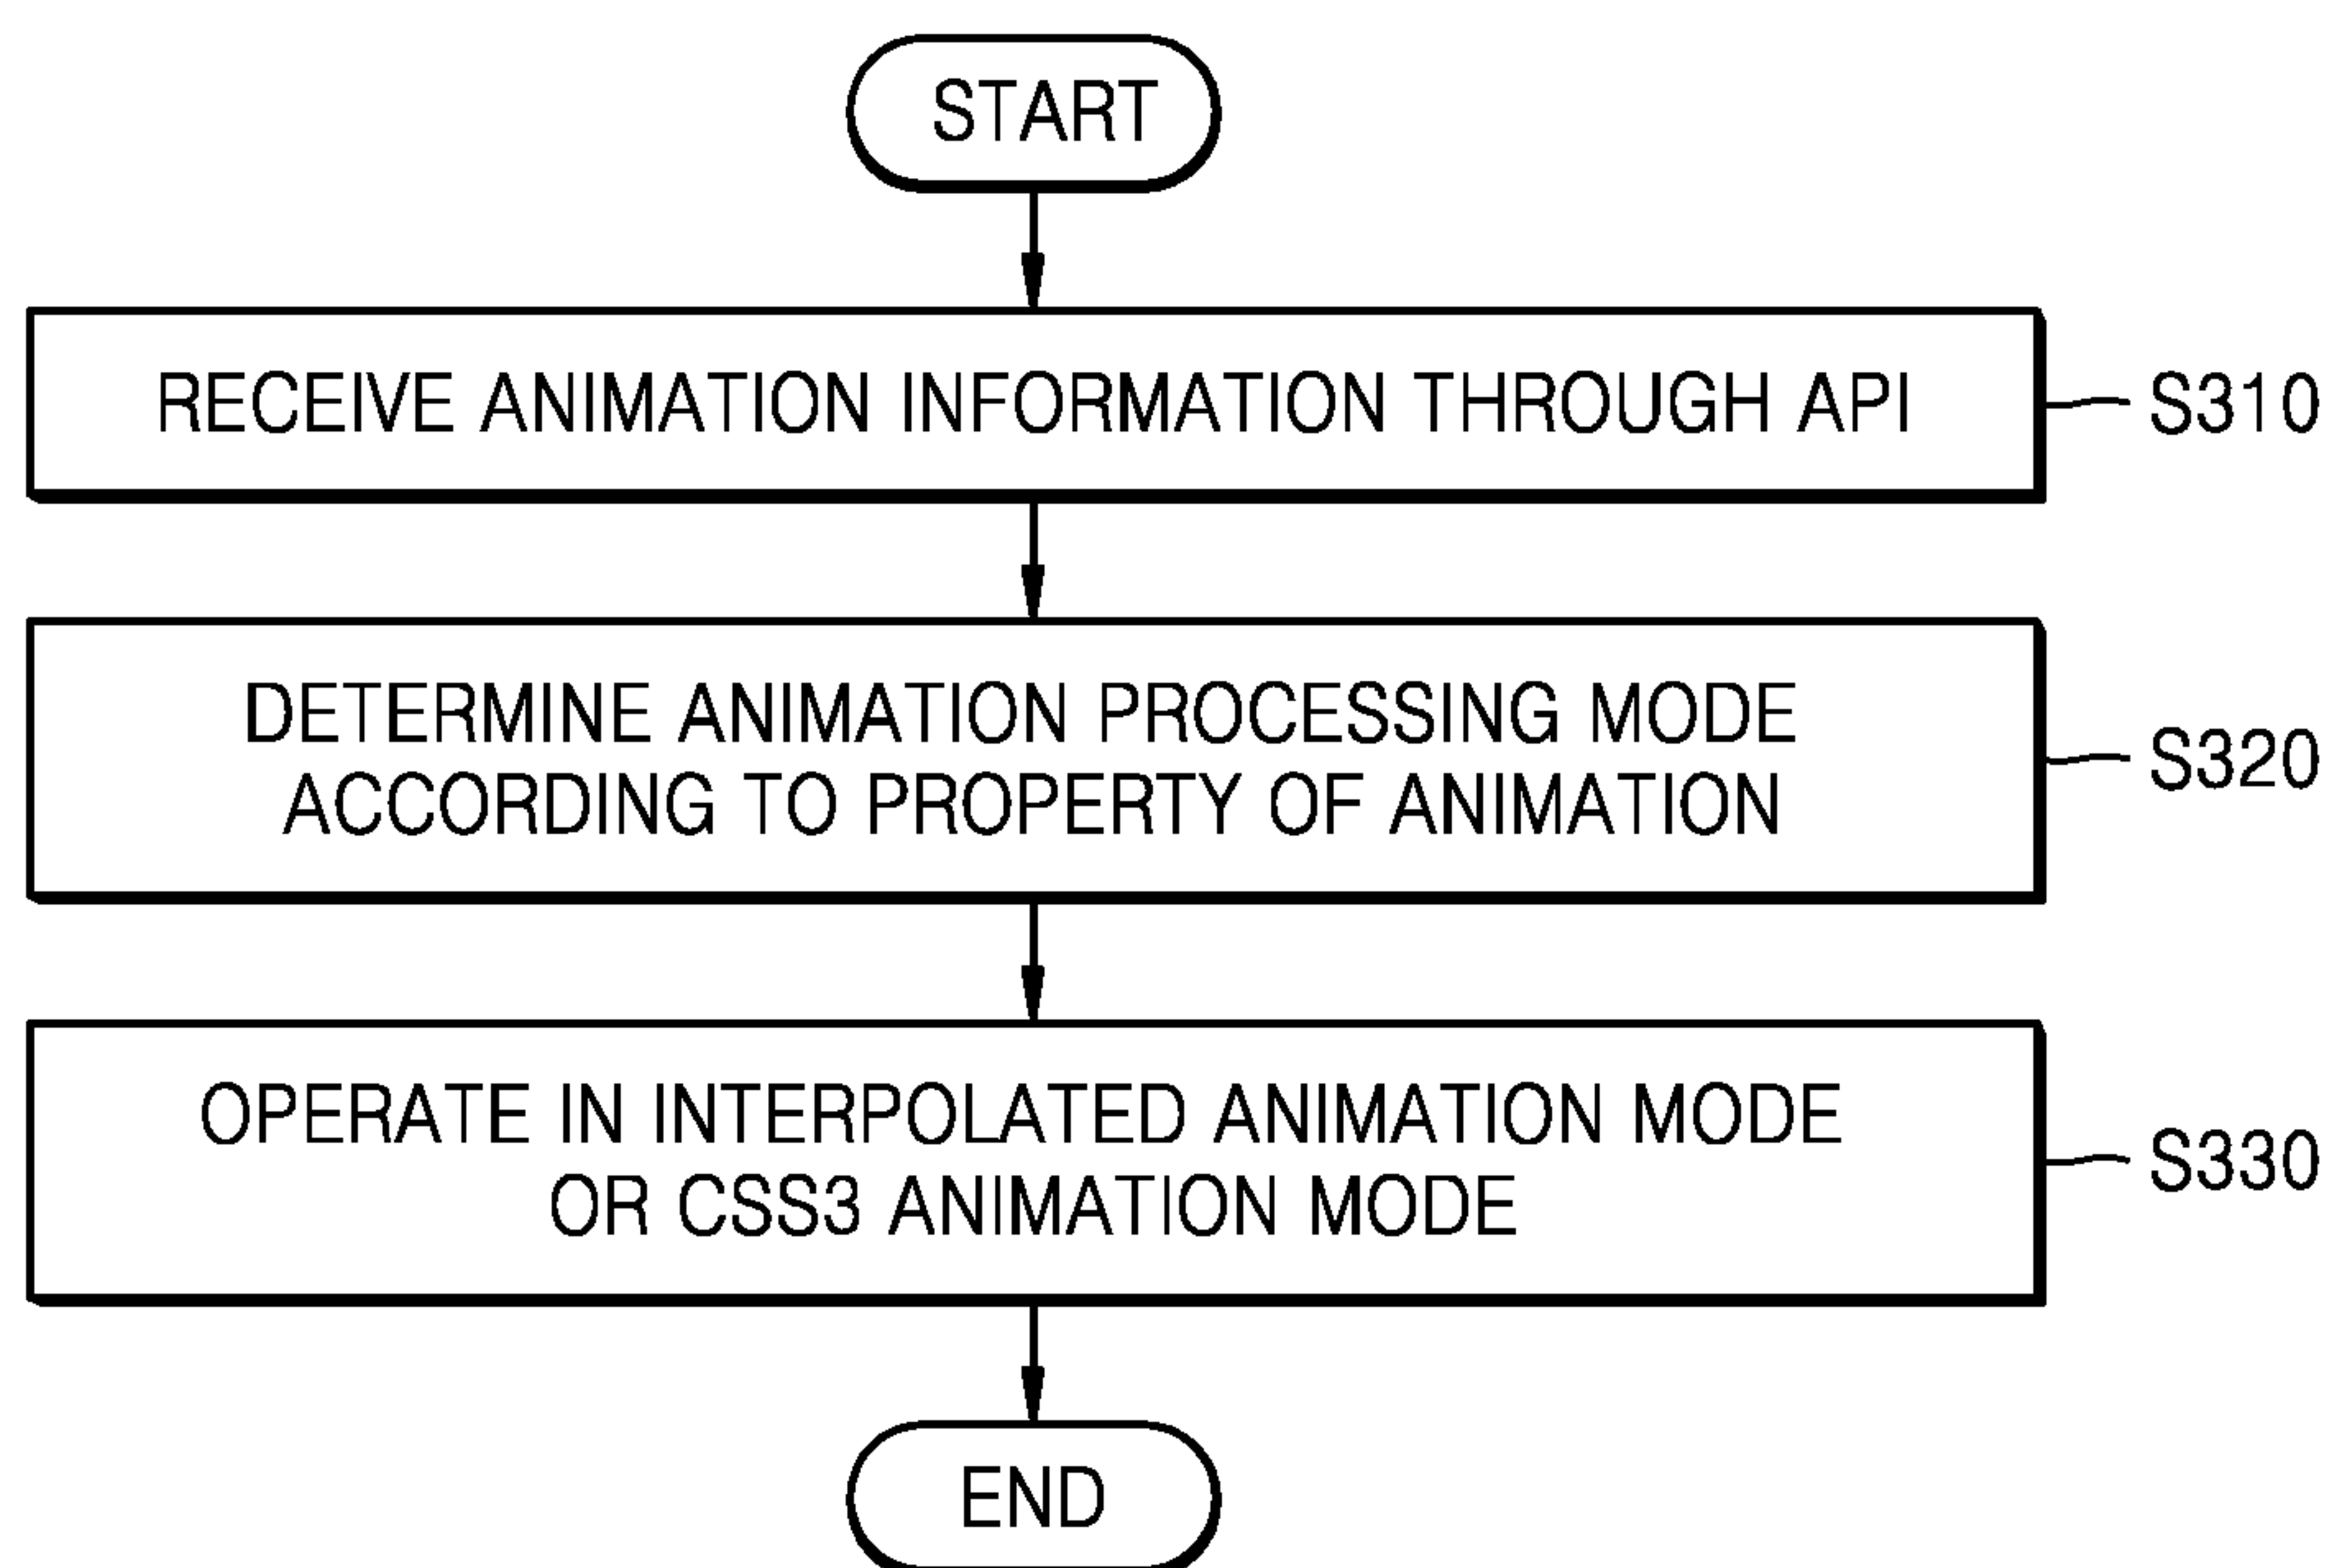 START
RECEIVE ANIMATION INFORMATION THROUGH API
S310
DETERMINE ANIMATION PROCESSING MODE
ACCORDING TO PROPERTY OF ANIMATION
S320
OPERATE IN INTERPOLATED ANIMATION MODE
OR CSS3 ANIMATION MODE
S330
END